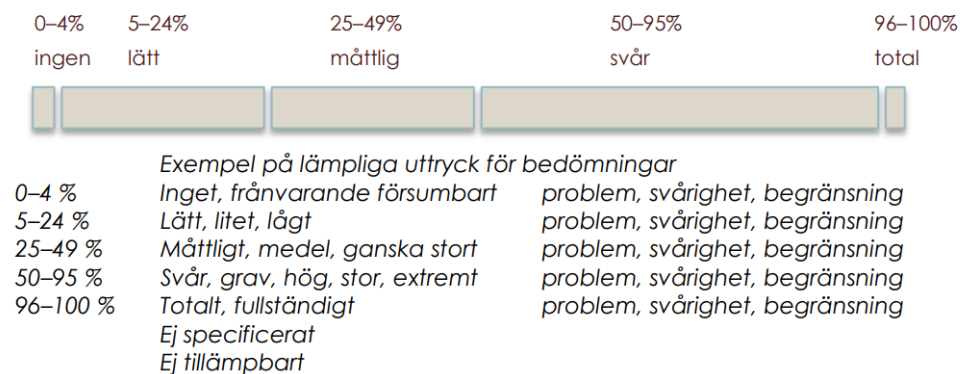 0–4% 5–24% 25–49% 50–95% 96–100%
ingen lätt måttlig svår total
Exempel på lämpliga uttryck för bedömningar
0–4 % Inget, frånvarande försumbart problem, svårighet, begränsning
5–24 % Lätt, litet, lågt problem, svårighet, begränsning
25–49 % Måttligt, medel, ganska stort problem, svårighet, begränsning
50–95 % Svår, grav, hög, stor, extremt problem, svårighet, begränsning
96–100 % Totalt, fullständigt problem, svårighet, begränsning
Ej specificerat
Ej tillämpbart